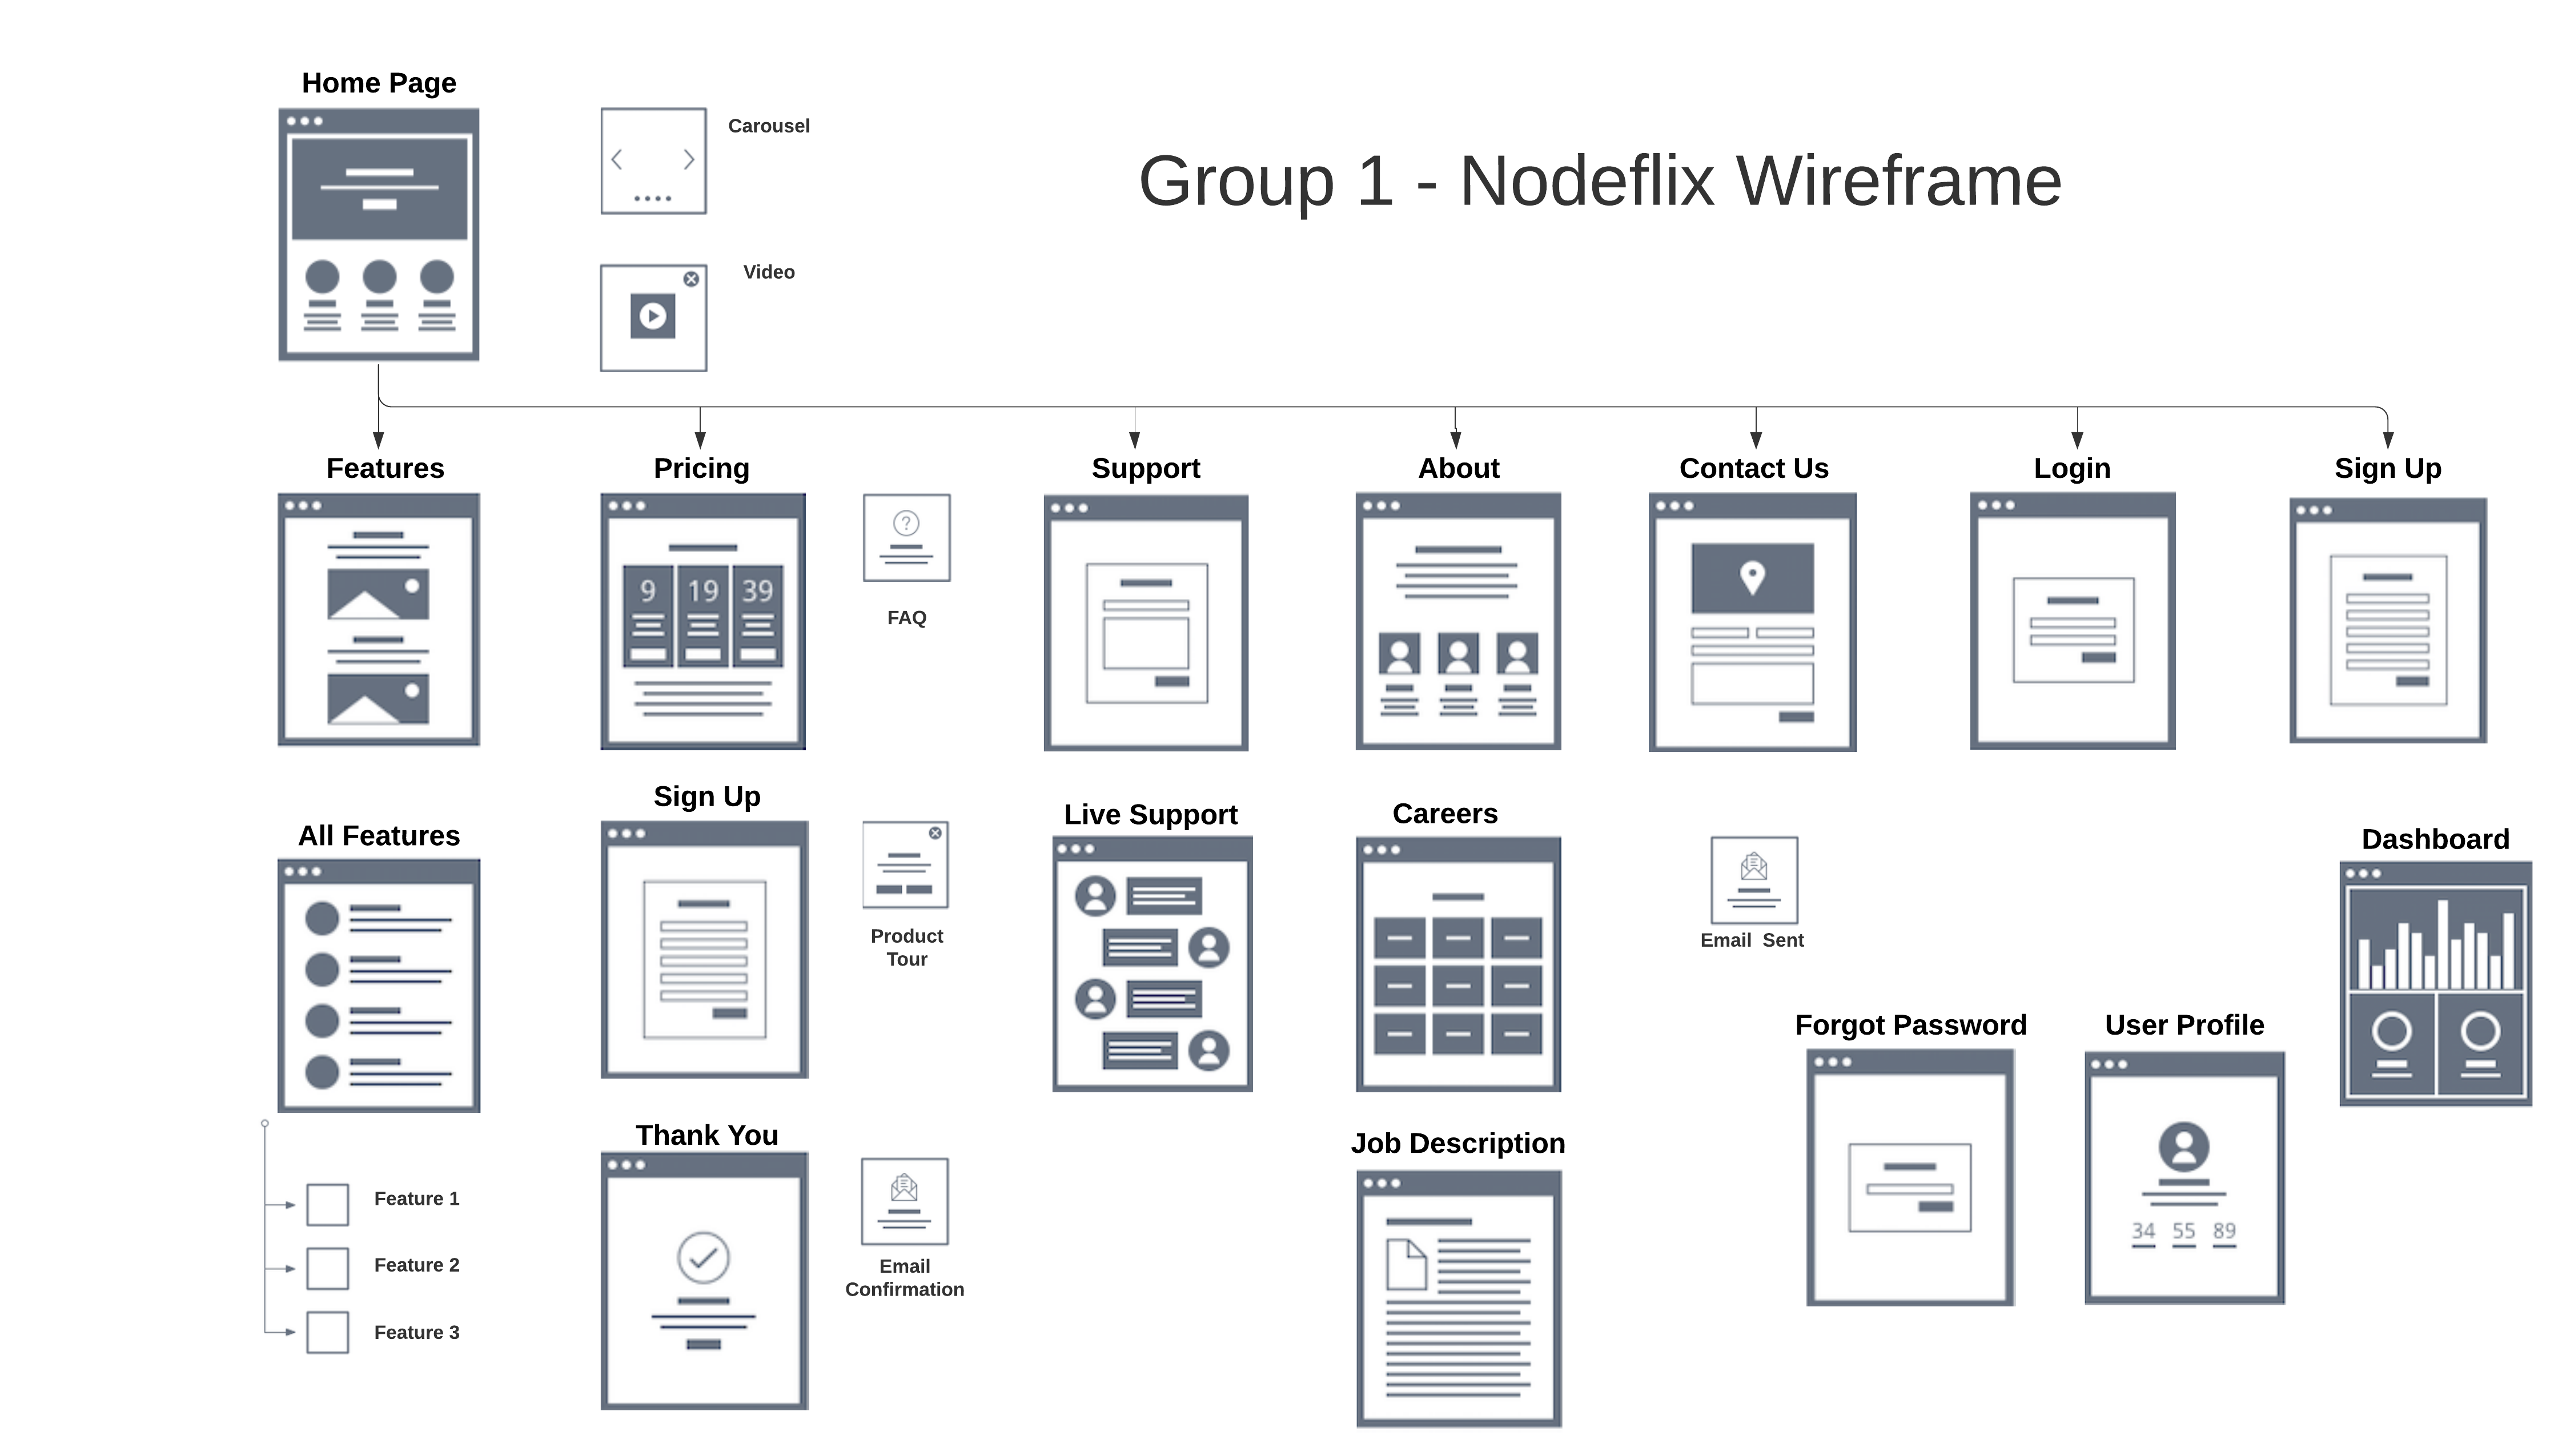 Home Page
Carousel
Group 1 - Nodeflix Wireframe
Video
Features
Pricing
Support
About
Contact Us
Login
Sign Up
9 19 39
?
FAQ
Sign Up
Live Support
Careers
All Features
Dashboard
Product
Tour
Email  Sent
Forgot Password
User Profile
Thank You
Job Description
34 55 89
Email
Confirmation
Feature 1
Feature 2
Feature 3